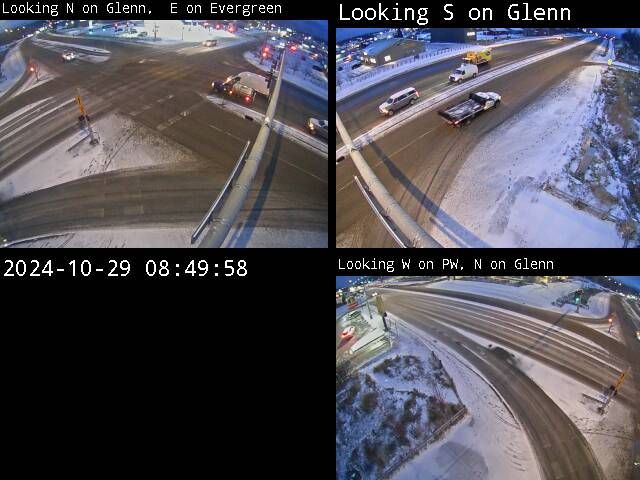 Looking N on Glenn,  E on Evergreen
Looking S on Glenn
2024-10-29 08:49:58
Looking W on PW, N on Glenn